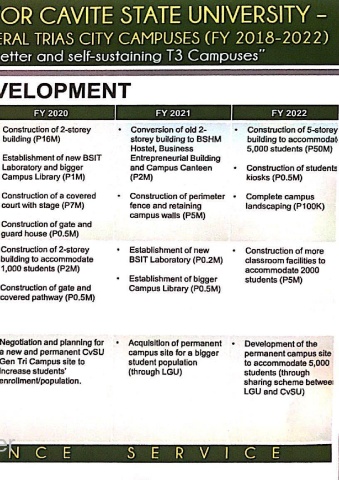 OR CAVITE STATE UNIVERSITY –
ERAL TRIAS CITY CAMPUSES (FY 2018-2022)
etter and self-sustaining T3 Campuses”
VELOPMENT
FY 2020
Construction of 2-storey
building (P16M)
Establishment of new BSIT
Laboratory and bigger
Campus Library (P1M)
Construction of a covered
court with stage (P7M)
Construction of gate and
guard house (P0.5M)
Construction of 2-storey
building to accommodate
1,000 students (P2M)
Construction of gate and
covered pathway (P0.5M)
Negotiation and planning for
a new and permanent CvSU
Gen Tri Campus site to
increase students'
enrollment/population.
FY 2021
• Conversion of old 2-
storey building to BSHM
Hostel, Business
Entrepreneurial Building
and Campus Canteen
(P2M)
• Construction of perimeter
fence and retaining
campus walls (P5M)
• Establishment of new
BSIT Laboratory (P0.2M)
• Establishment of bigger
Campus Library (P0.5M)
• Acquisition of permanent
campus site for a bigger
student population
(through LGU)
FY 2022
• Construction of 5-storey
building to accommodat
5,000 students (P50M)
• Construction of students
kiosks (P0.5M)
• Complete campus
landscaping (P100K)
• Construction of more
classroom facilities to
accommodate 2000
students (P5M)
• Development of the
permanent campus site
to accommodate 5,000
students (through
sharing scheme betwee
LGU and CvSU)
er
NCE SERVICE